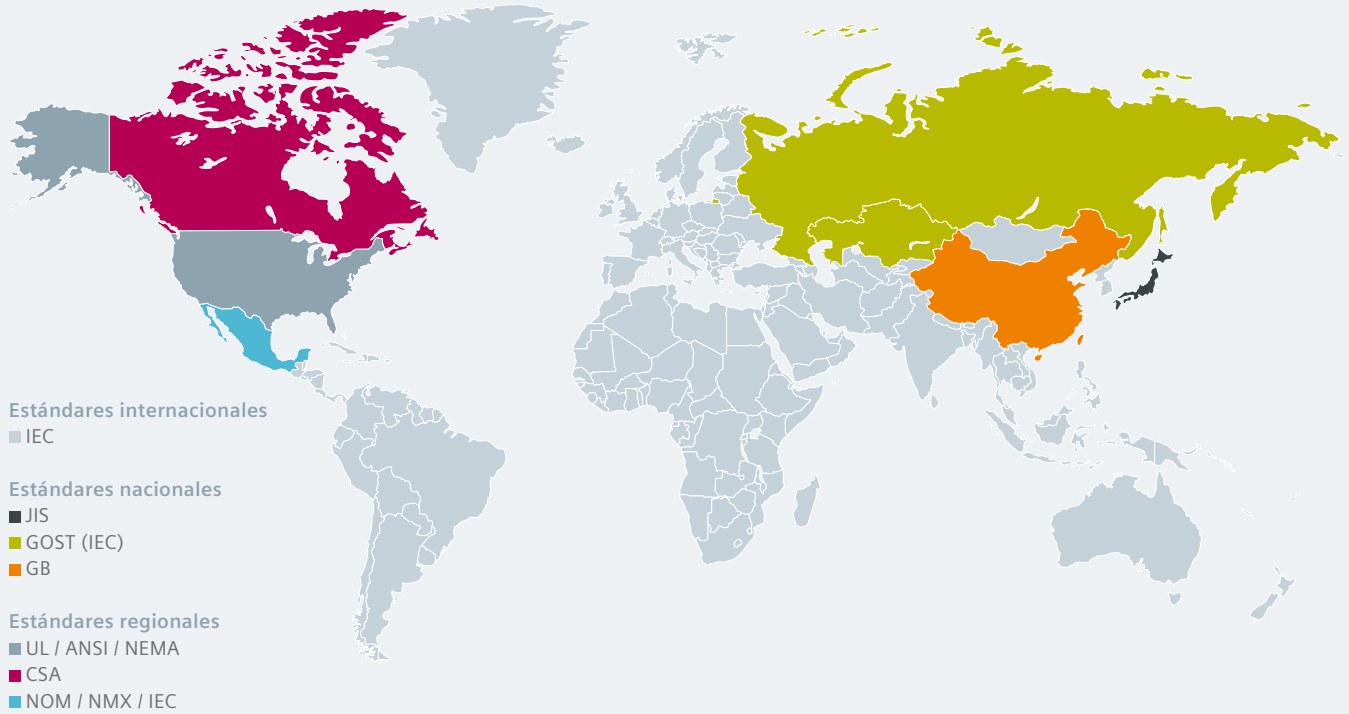 Estándares internacionales
IEC
Estándares nacionales
JIS
GOST (IEC)
GB
Estándares regionales
UL / ANSI / NEMA
CSA
NOM / NMX / IEC